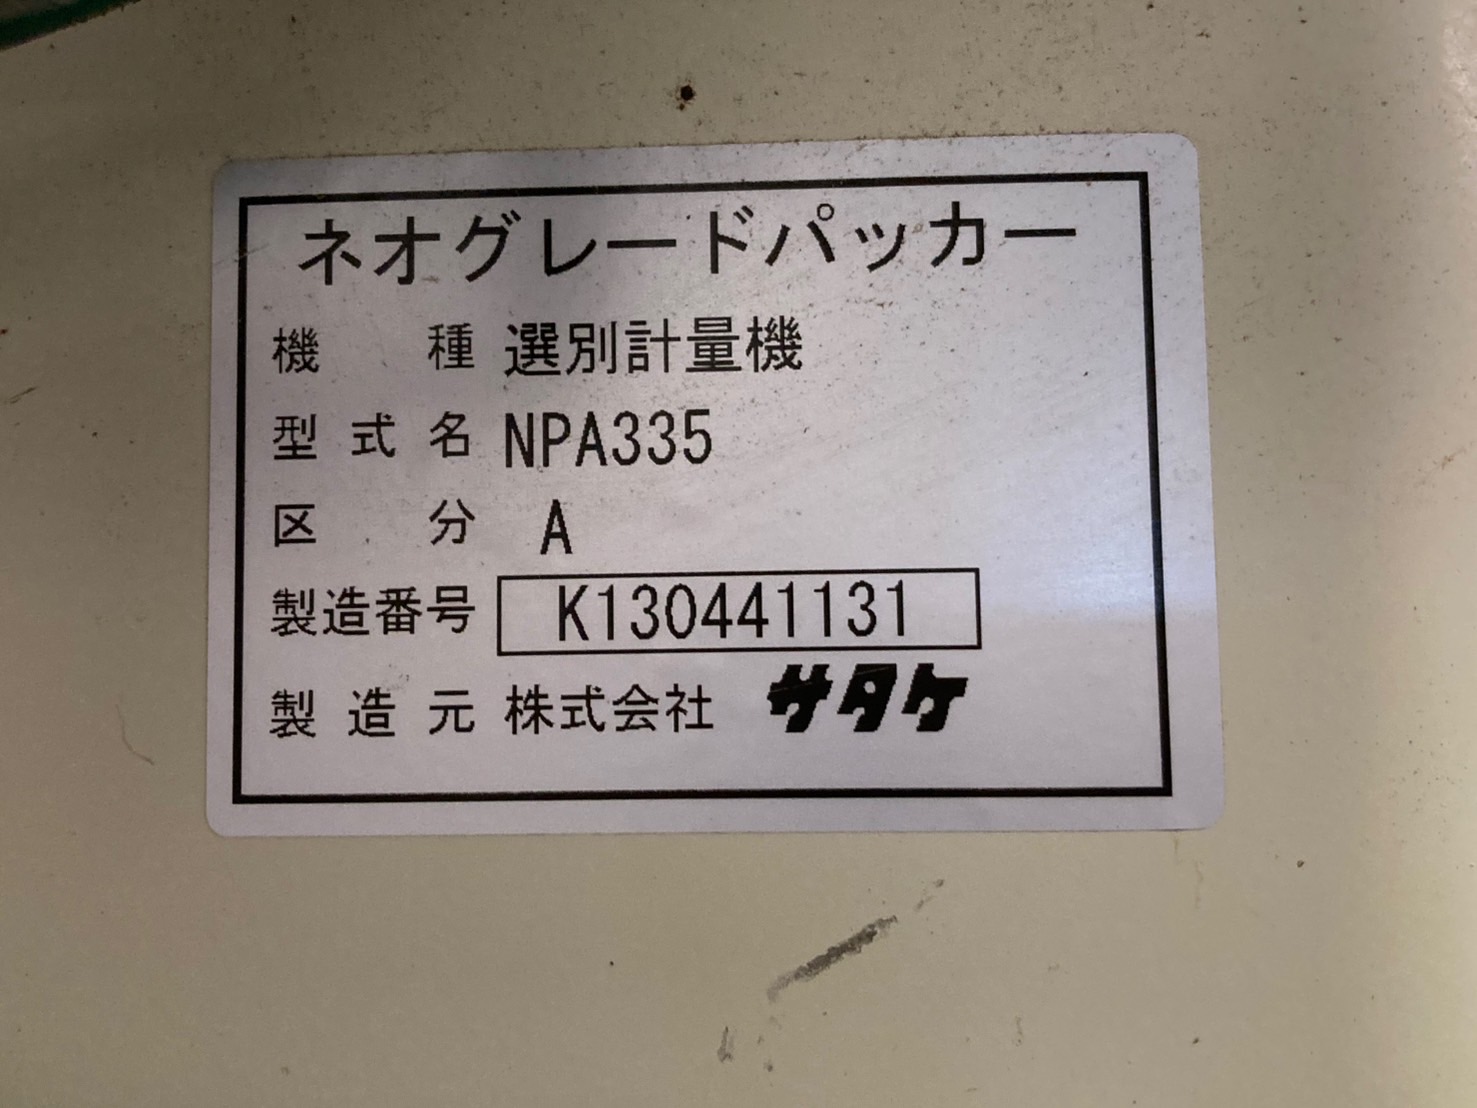 ネオグレードパッカー
機種 選別計量機
型式名 NPA335
区分 A
製造番号 K130441131
製造元 株式会社 サタケ